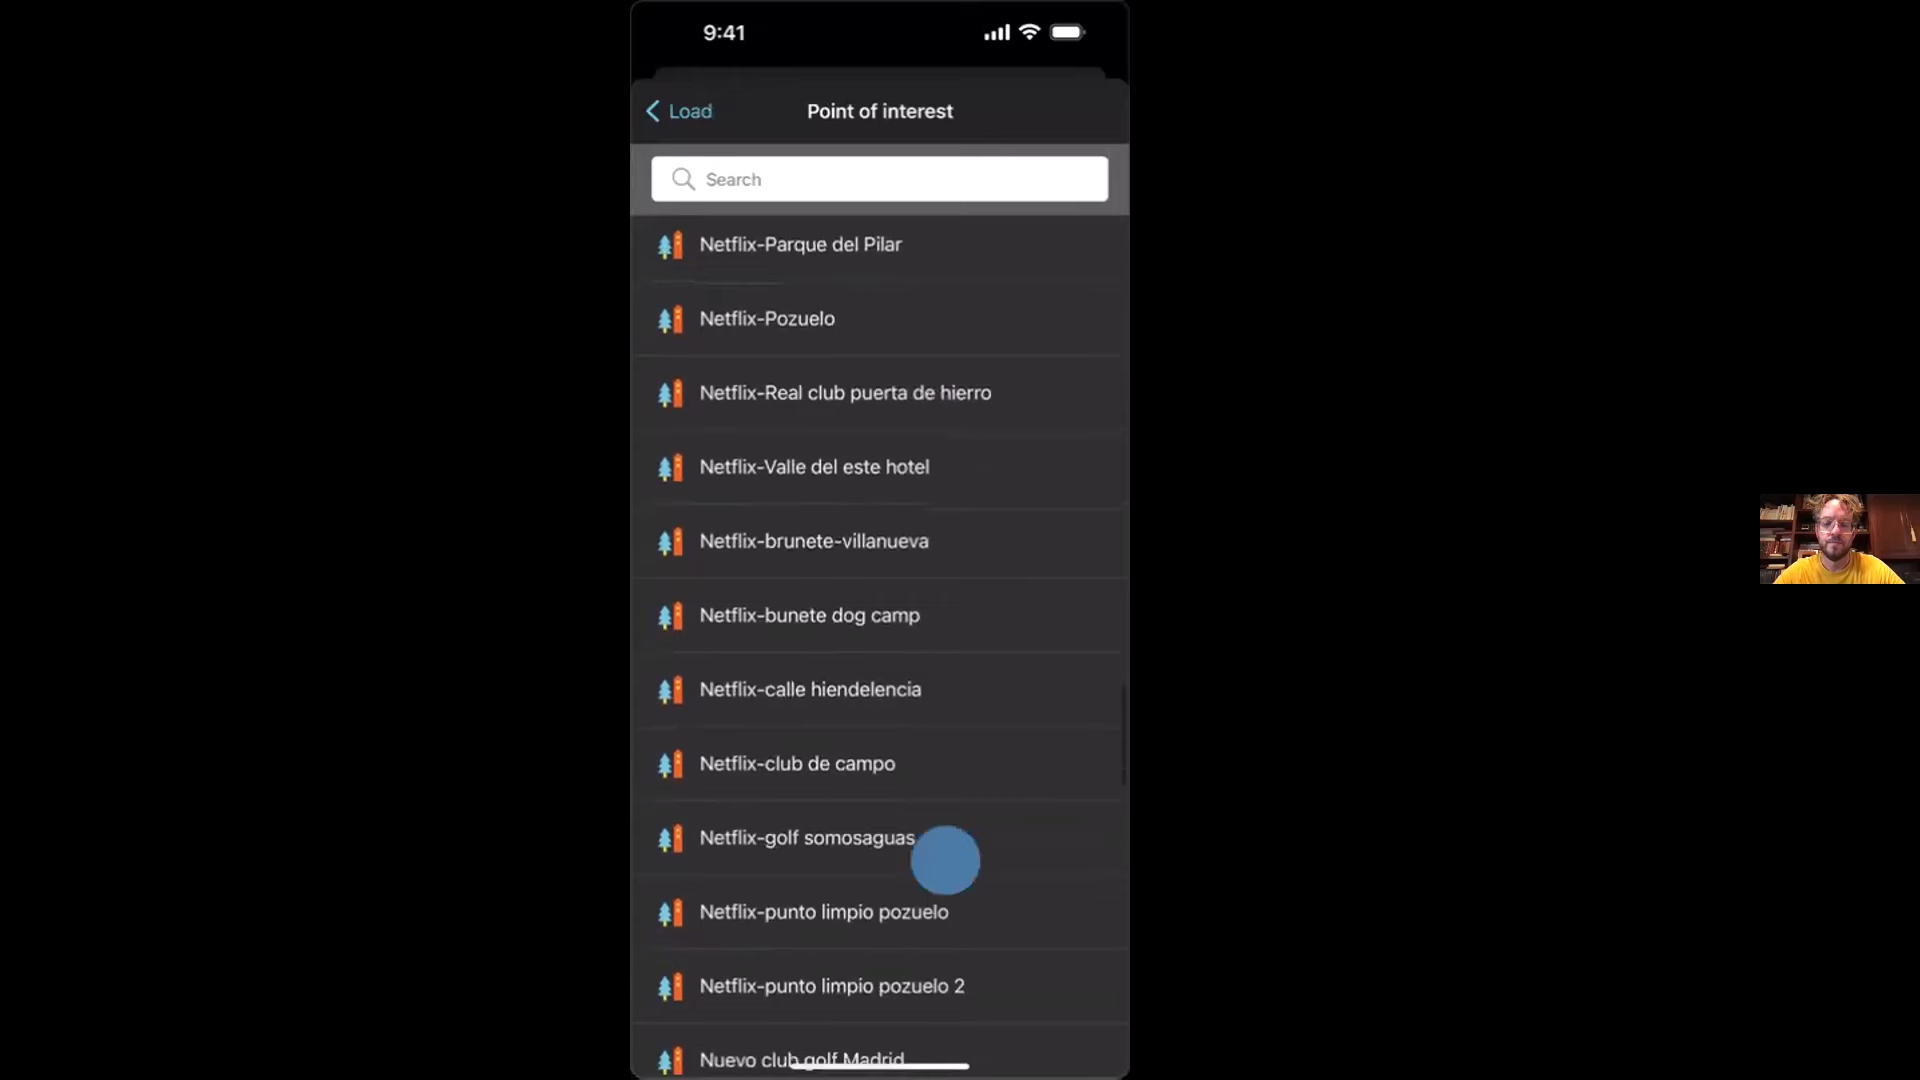 9:41
Load
Point of interest
Search
Netflix-Parque del Pilar
Netflix-Pozuelo
Netflix-Real club puerta de hierro
Netflix-Valle del este hotel
Netflix-brunete-villanueva
Netflix-bunete dog camp
Netflix-calle hiendelencia
Netflix-club de campo
Netflix-golf somosaguas
Netflix-punto limpio pozuelo
Netflix-punto limpio pozuelo 2
Nuevo club golf Madrid